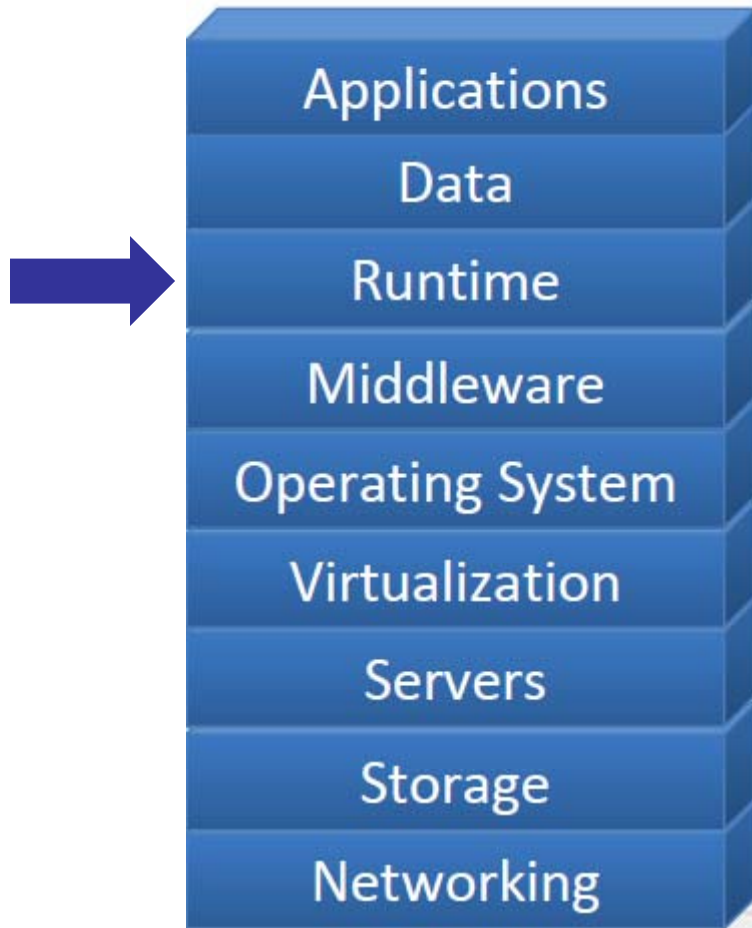 Applications
Data
Runtime
Middleware
Operating System
Virtualization
Servers
Storage
Networking